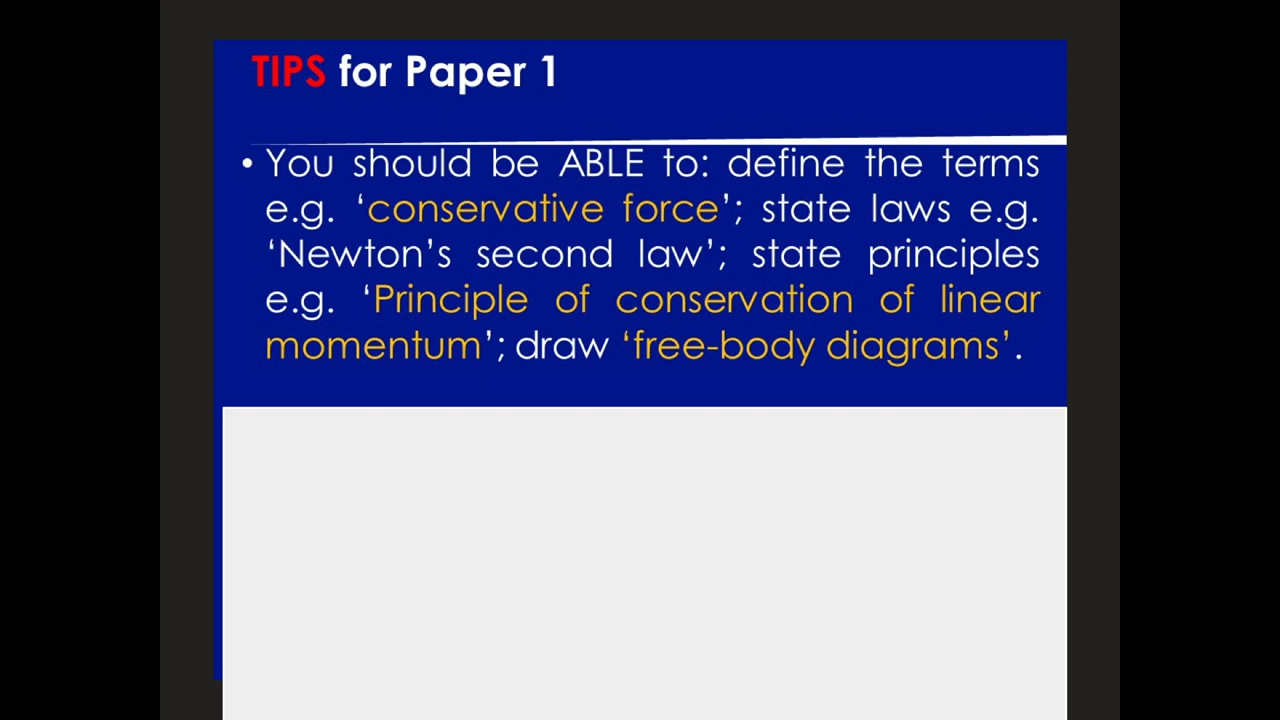 TIPS for Paper 1
• You should be ABLE to: define the terms
e.g. ‘conservative force’; state laws e.g.
‘Newton’s second law’; state principles
e.g. ‘Principle of conservation of linear
momentum’; draw ‘free-body diagrams’.